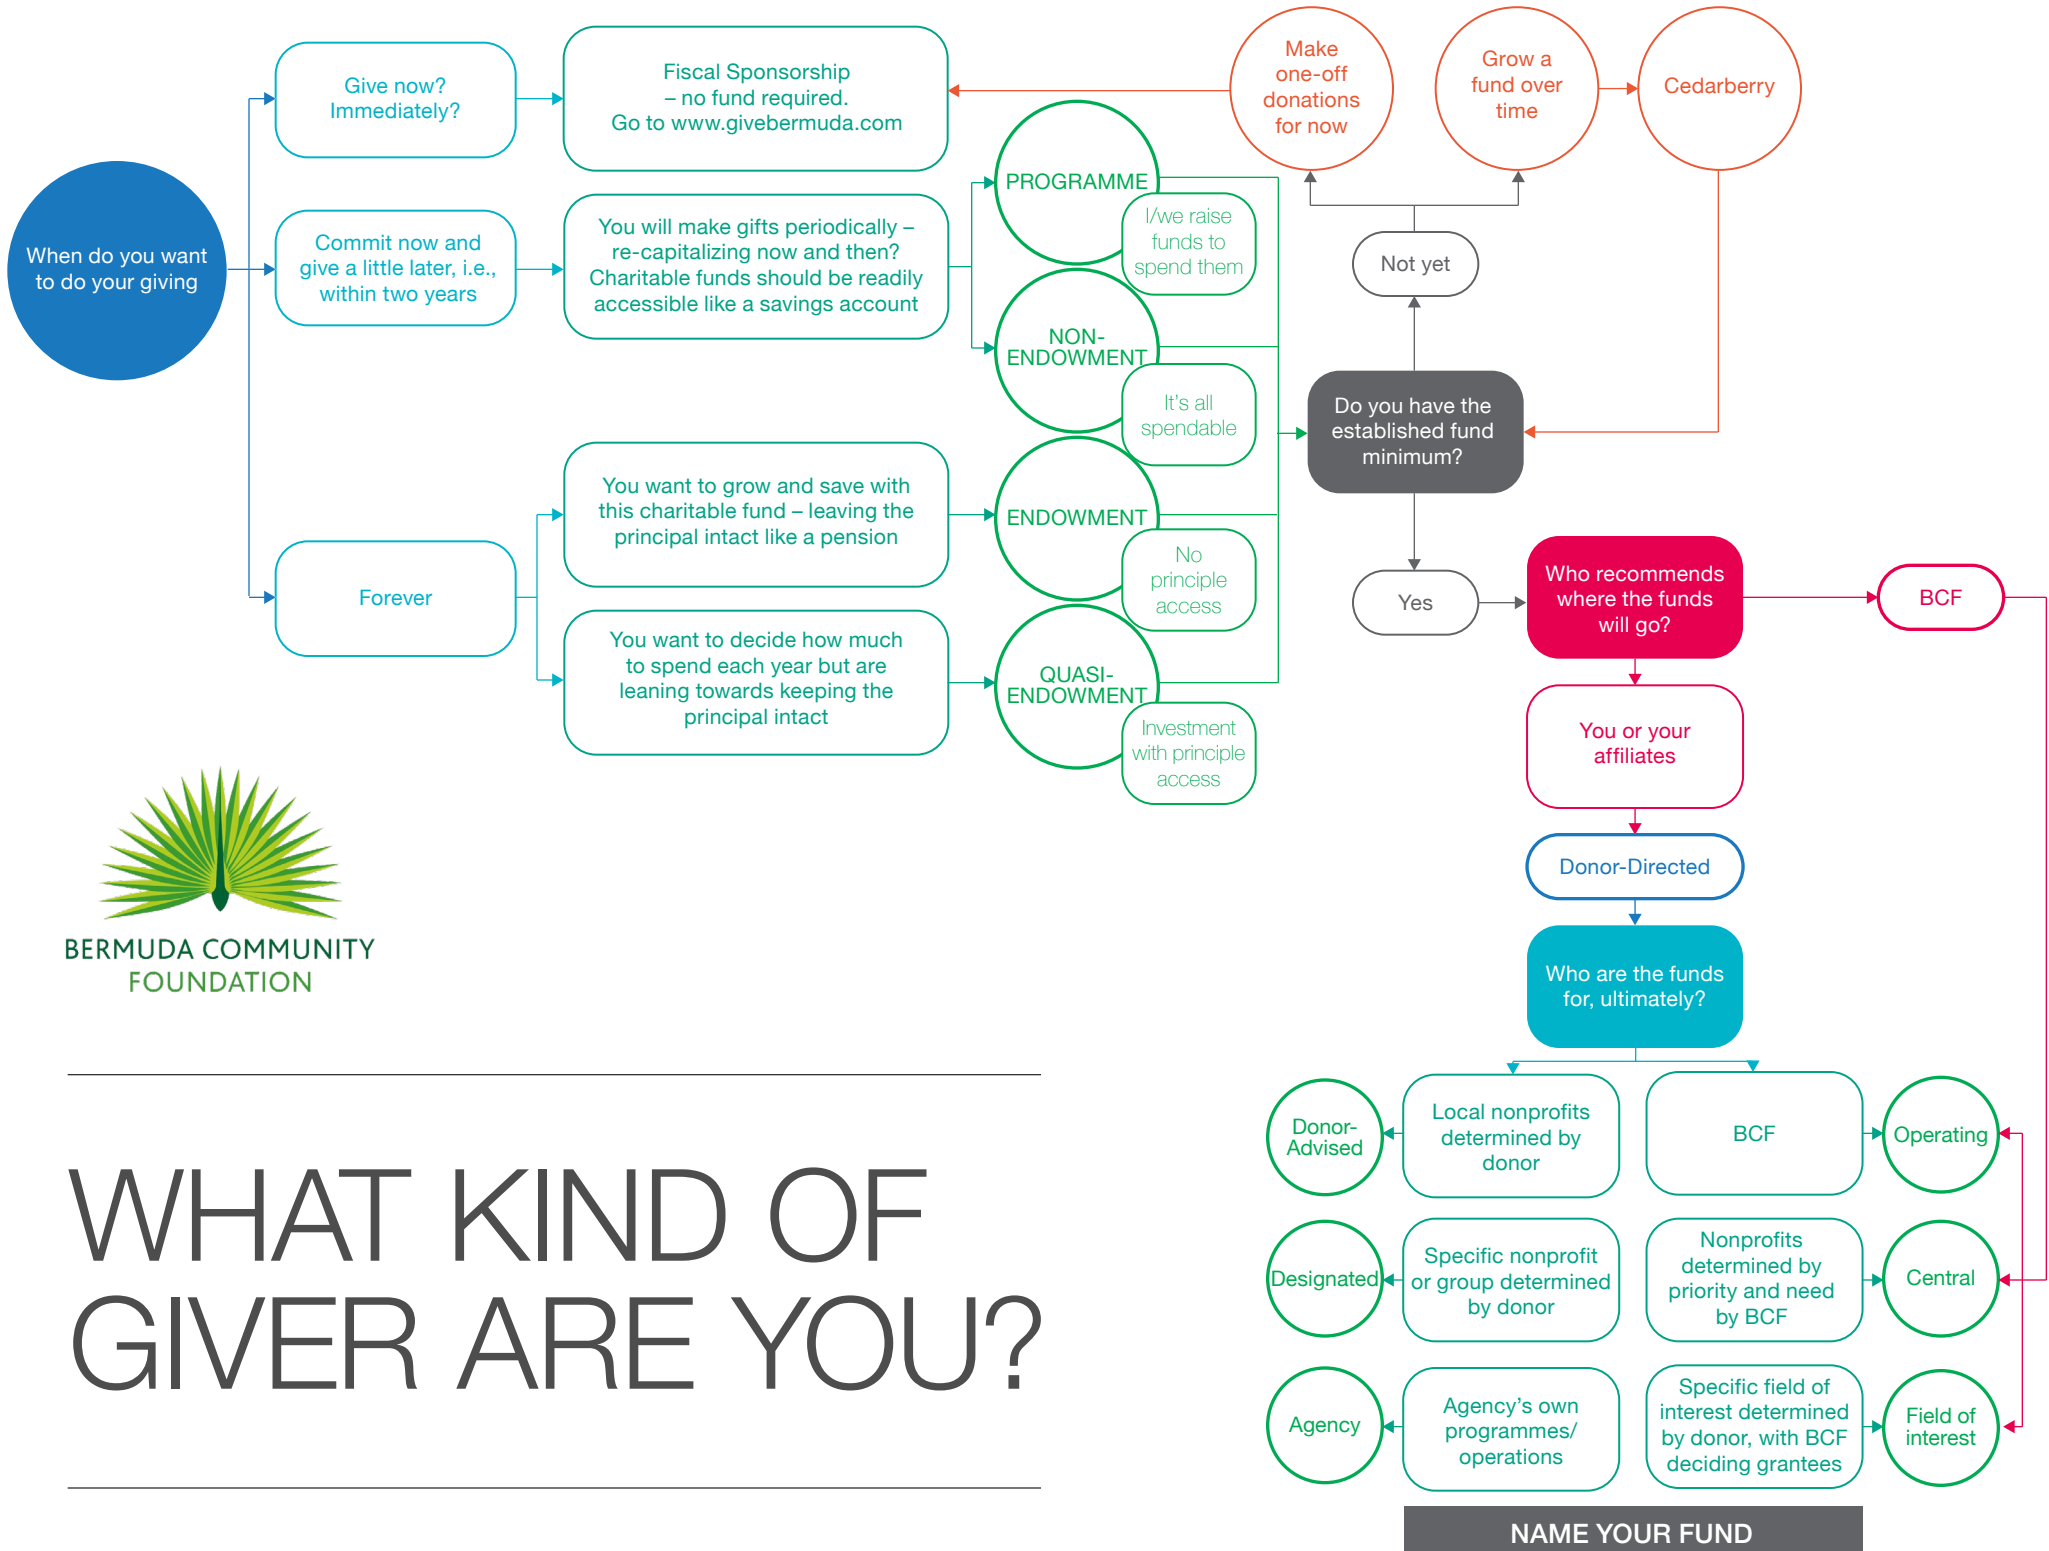 When do you want
to do your giving
Give now?
Immediately?
Fiscal Sponsorship
– no fund required.
Go to www.givebermuda.com
Commit now and
give a little later, i.e.,
within two years
You will make gifts periodically –
re-capitalizing now and then?
Charitable funds should be readily
accessible like a savings account
Forever
You want to grow and save with
this charitable fund – leaving the
principal intact like a pension
You want to decide how much
to spend each year but are
leaning towards keeping the
principal intact
PROGRAMME
I/we raise
funds to
spend them
NON-
ENDOWMENT
It's all
spendable
ENDOWMENT
No
principle
access
QUASI-
ENDOWMENT
Investment
with principle
access
Make
one-off
donations
for now
Grow a
fund over
time
Cedarberry
Not yet
Do you have the
established fund
minimum?
Yes
Who recommends
where the funds
will go?
BCF
You or your
affiliates
Donor-Directed
Who are the funds
for, ultimately?
Donor-
Advised
Local nonprofits
determined by
donor
BCF
Operating
Designated
Specific nonprofit
or group determined
by donor
Nonprofits
determined by
priority and need
by BCF
Central
Agency
Agency’s own
programmes/
operations
Specific field of
interest determined
by donor, with BCF
deciding grantees
Field of
interest
NAME YOUR FUND
BERMUDA COMMUNITY
FOUNDATION
WHAT KIND OF
GIVER ARE YOU?